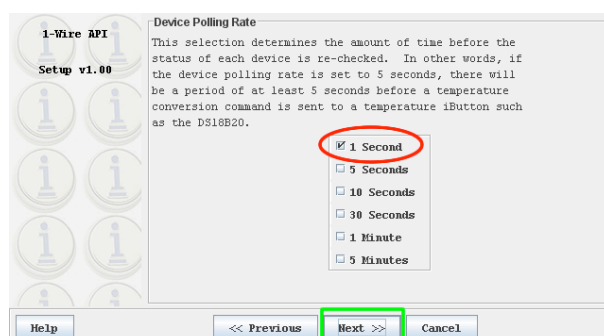 1-Wire API
Setup v1.00
Device Polling Rate
This selection determines the amount of time before the
status of each device is re-checked. In other words, if
the device polling rate is set to 5 seconds, there will
be a period of at least 5 seconds before a temperature
conversion command is sent to a temperature iButton such
as the DS18B20.
1 Second
5 Seconds
10 Seconds
30 Seconds
1 Minute
5 Minutes
Help
<< Previous
Next >>
Cancel